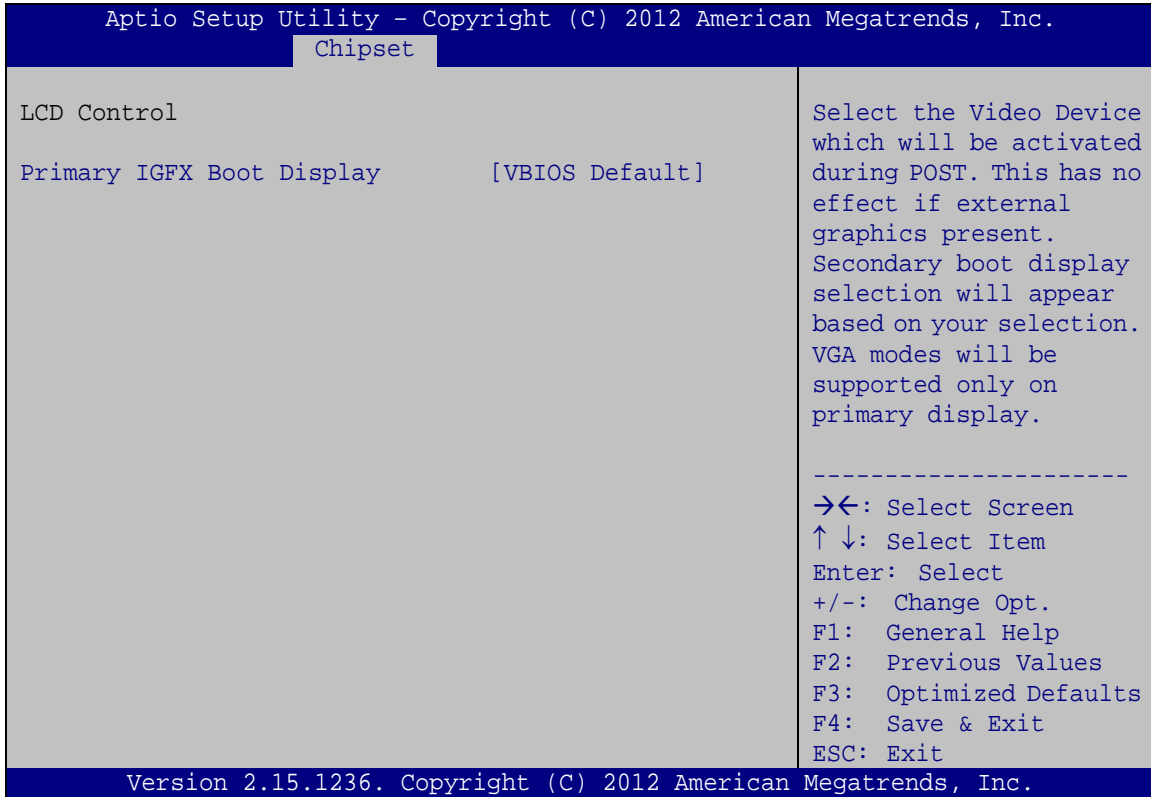 Aptio Setup Utility – Copyright (C) 2012 American Megatrends, Inc.
Chipset
LCD Control
Primary IGFX Boot Display [VBIOS Default]
Select the Video Device
which will be activated
during POST. This has no
effect if external
graphics present.
Secondary boot display
selection will appear
based on your selection.
VGA modes will be
supported only on
primary display.
----------------------
→←: Select Screen
↑ ↓: Select Item
Enter: Select
+/-: Change Opt.
F1: General Help
F2: Previous Values
F3: Optimized Defaults
F4: Save & Exit
ESC: Exit
Version 2.15.1236. Copyright (C) 2012 American Megatrends, Inc.